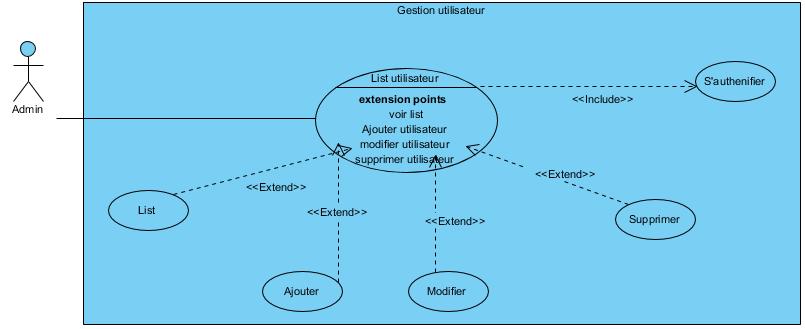 Gestion utilisateur
Admin
List utilisateur
extension points
voir list
Ajouter utilisateur
modifier utilisateur
supprimer utilisateur
S'authenifier
<<Include>>
<<Extend>>
<<Extend>>
<<Extend>>
<<Extend>>
List
Supprimer
Ajouter
Modifier